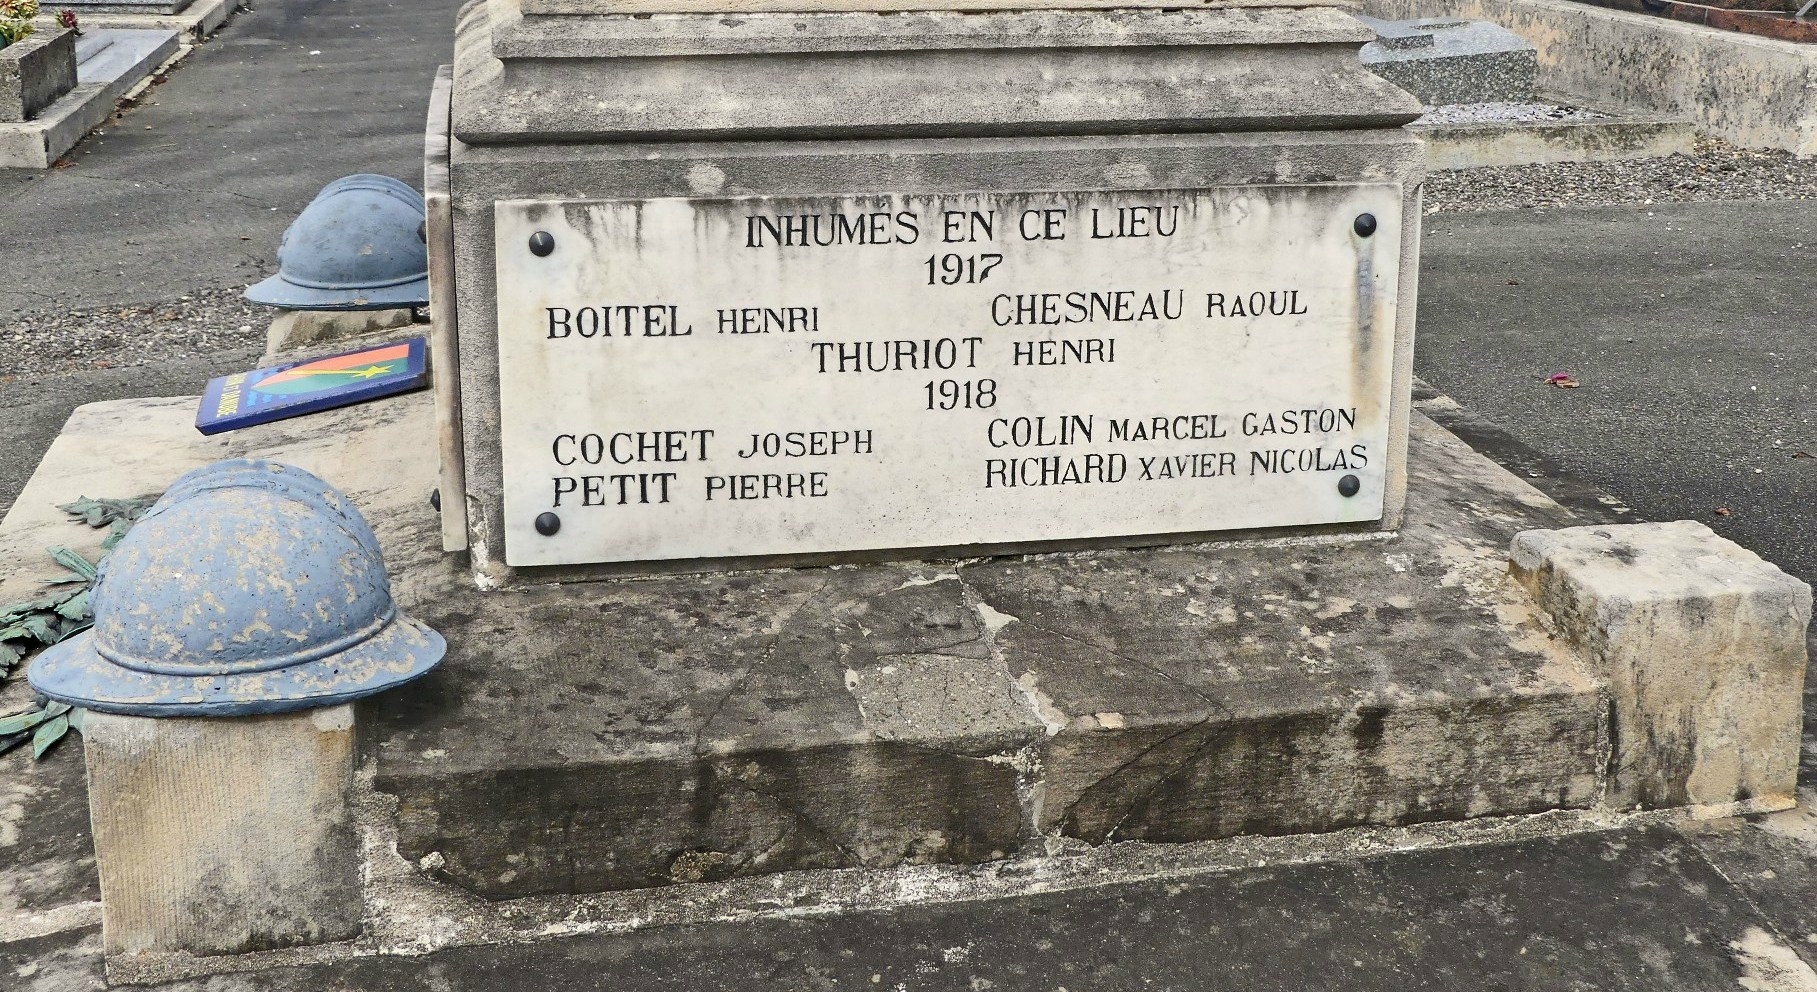 INHUMÉS EN CE LIEU
1917
BOITEL HENRI CHESNEAU RAOUL
THURIOT HENRI
1918
COCHET JOSEPH COLIN MARCEL GASTON
PETIT PIERRE RICHARD XAVIER NICOLAS